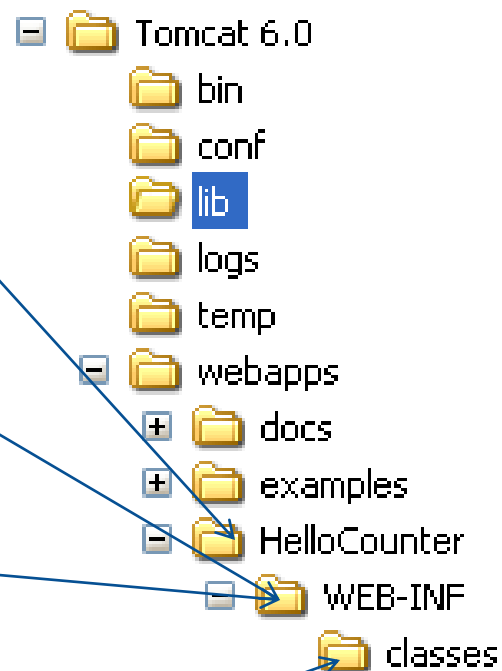 Tomcat 6.0
bin
conf
lib
logs
temp
webapps
docs
examples
HelloCounter
WEB-INF
classes